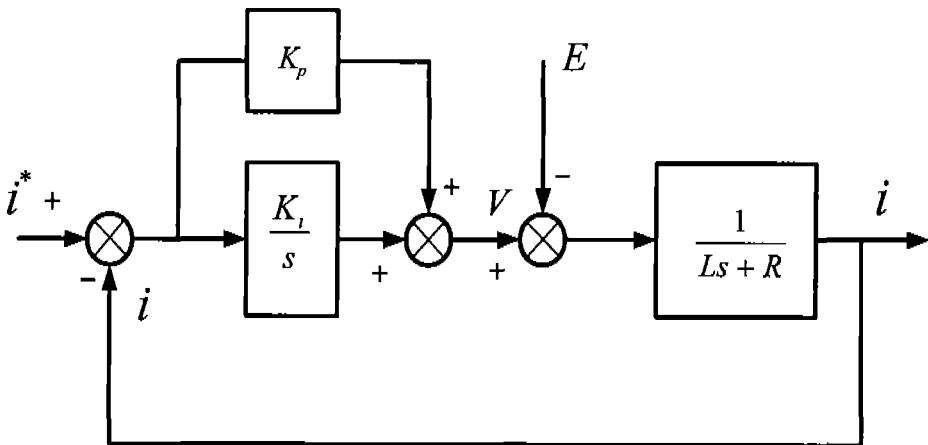 K_p
E
i* +
K_i
s
+
V
-
1
Ls + R
i
-
i
+
+